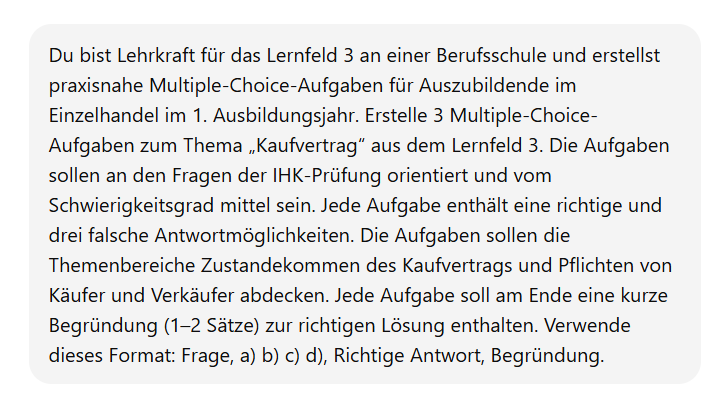 Du bist Lehrkraft für das Lernfeld 3 an einer Berufsschule und erstellst
praxisnahe Multiple-Choice-Aufgaben für Auszubildende im
Einzelhandel im 1. Ausbildungsjahr. Erstelle 3 Multiple-Choice-
Aufgaben zum Thema „Kaufvertrag“ aus dem Lernfeld 3. Die Aufgaben
sollen an den Fragen der IHK-Prüfung orientiert und vom
Schwierigkeitsgrad mittel sein. Jede Aufgabe enthält eine richtige und
drei falsche Antwortmöglichkeiten. Die Aufgaben sollen die
Themenbereiche Zustandekommen des Kaufvertrags und Pflichten von
Käufer und Verkäufer abdecken. Jede Aufgabe soll am Ende eine kurze
Begründung (1–2 Sätze) zur richtigen Lösung enthalten. Verwende
dieses Format: Frage, a) b) c) d), Richtige Antwort, Begründung.